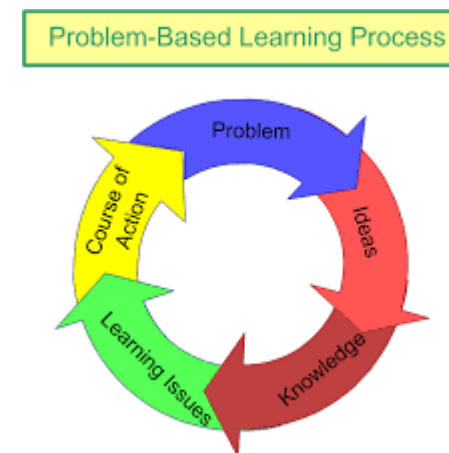 Problem-Based Learning Process
Problem
Ideas
Knowledge
Learning Issues
Course of
Action